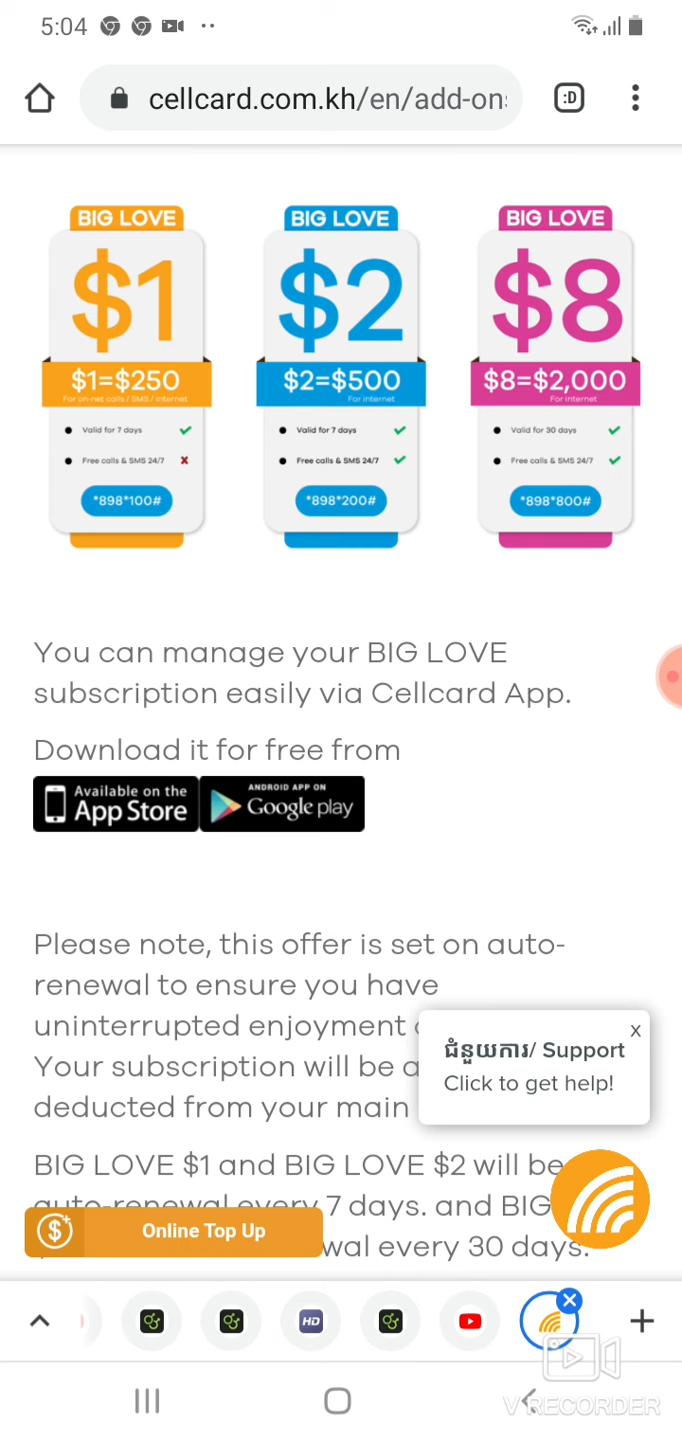 5:04
cellcard.com.kh/en/add-on
:D
BIG LOVE
$1
$1=$250
For on-net calls / SMS / Internet
Valid for 7 days
Free calls & SMS 24/7
*898*100#
BIG LOVE
$2
$2=$500
For internet
Valid for 7 days
Free calls & SMS 24/7
*898*200#
BIG LOVE
$8
$8=$2,000
For internet
Valid for 30 days
Free calls & SMS 24/7
*898*800#
You can manage your BIG LOVE
subscription easily via Cellcard App.
Download it for free from
Available on the
App Store
ANDROID APP ON
Google play
Please note, this offer is set on auto-
renewal to ensure you have
uninterrupted enjoyment
Your subscription will be a
deducted from your main
ជំនួយការ/ Support
x
Click to get help!
BIG LOVE $1 and BIG LOVE $2 will be
auto-renewal every 7 days. and BIG
wal every 30 days.
Online Top Up
HD
V RECORDER